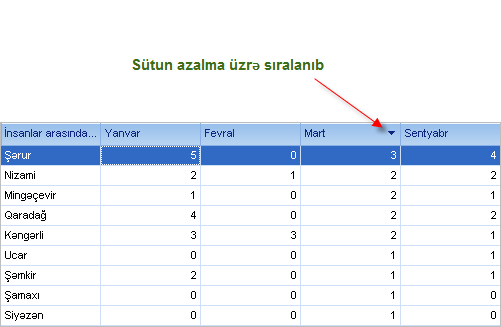 Sütun azalma üzrə sıralanıb
İnsanlar arasında... Yanvar Fevral Mart Sentyabr
Şərur 5 0 3 4
Nizami 2 1 2 2
Mingəçevir 1 0 2 1
Qaradağ 4 0 2 2
Kəngərli 3 3 2 1
Ucar 0 0 1 1
Şəmkir 2 0 1 1
Şamaxı 0 0 1 0
Siyəzən 0 0 1 0